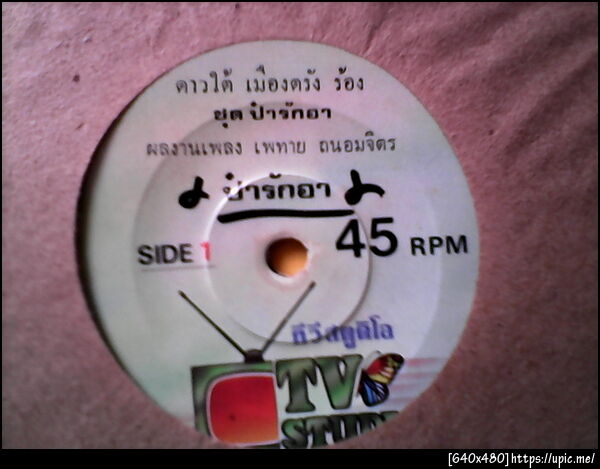 ดาวใต้ เมืองตรัง ร้อง
ชุด ป๋ารักอา
ผลงานเพลง เพทาย ถนอมจิตร
ป๋ารักอา
SIDE 1
45 RPM
ทีวีสตูดิโอ
TV
STUDI
[640x480]https://upic.me/